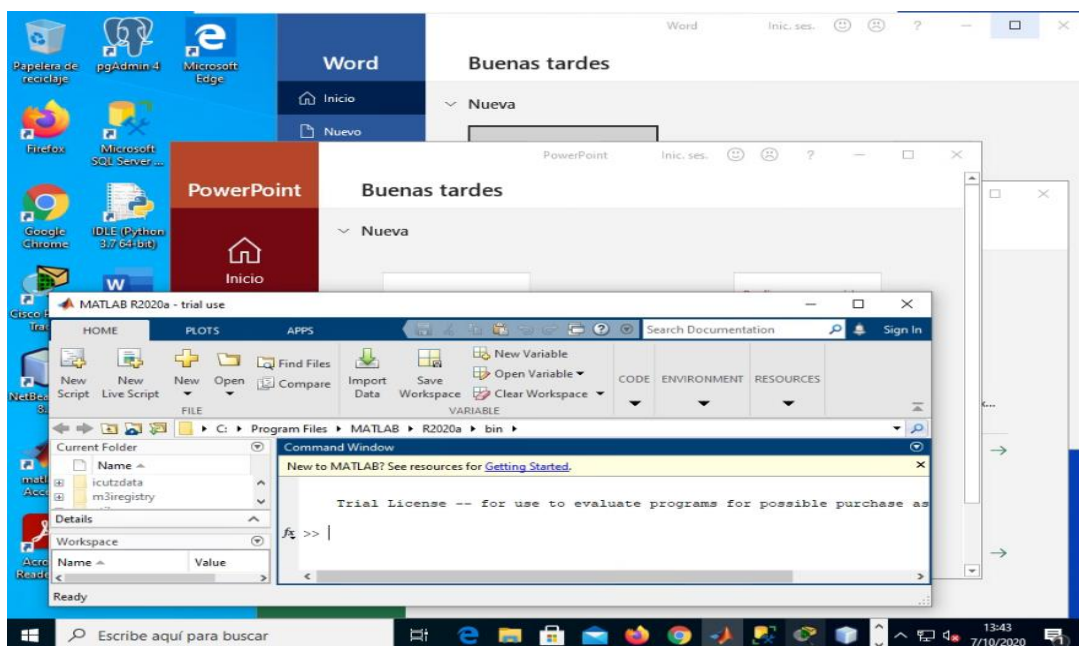 Papelera de
reciclaje
pgAdmin 4
Microsoft
Edge
Firefox
Microsoft
SQL Server ...
Google
Chrome
IDLE (Python
3.7 64-bit)
Word
Inic. ses.
?
Word
Buenas tardes
Inicio
Nueva
Nuevo
PowerPoint
Inic. ses.
?
PowerPoint
Buenas tardes
Nueva
Inicio
MATLAB R2020a - trial use
HOME
PLOTS
APPS
Search Documentation
Sign In
New
Script
New
Live Script
New
Open
Find Files
Compare
Import
Data
Save
Workspace
New Variable
Open Variable
Clear Workspace
CODE
ENVIRONMENT
RESOURCES
FILE
VARIABLE
C: Program Files MATLAB R2020a bin
Current Folder
Name
icutzdata
m3iregistry
Details
Workspace
Name Value
Command Window
New to MATLAB? See resources for Getting Started.
Trial License -- for use to evaluate programs for possible purchase as
fx >>
Ready
Escribe aquí para buscar
13:43
7/10/2020